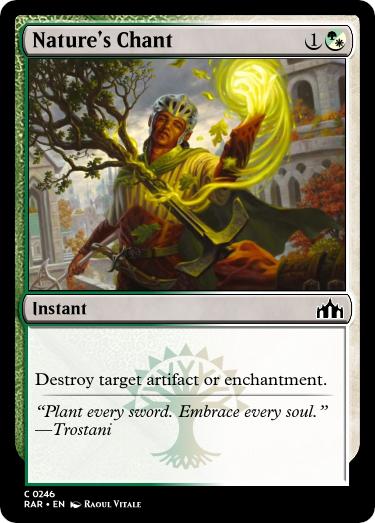 Nature's Chant 1
Instant
Destroy target artifact or enchantment.
“Plant every sword. Embrace every soul.”
—Trostani
C 0246
RAR • EN Raoul Vitale